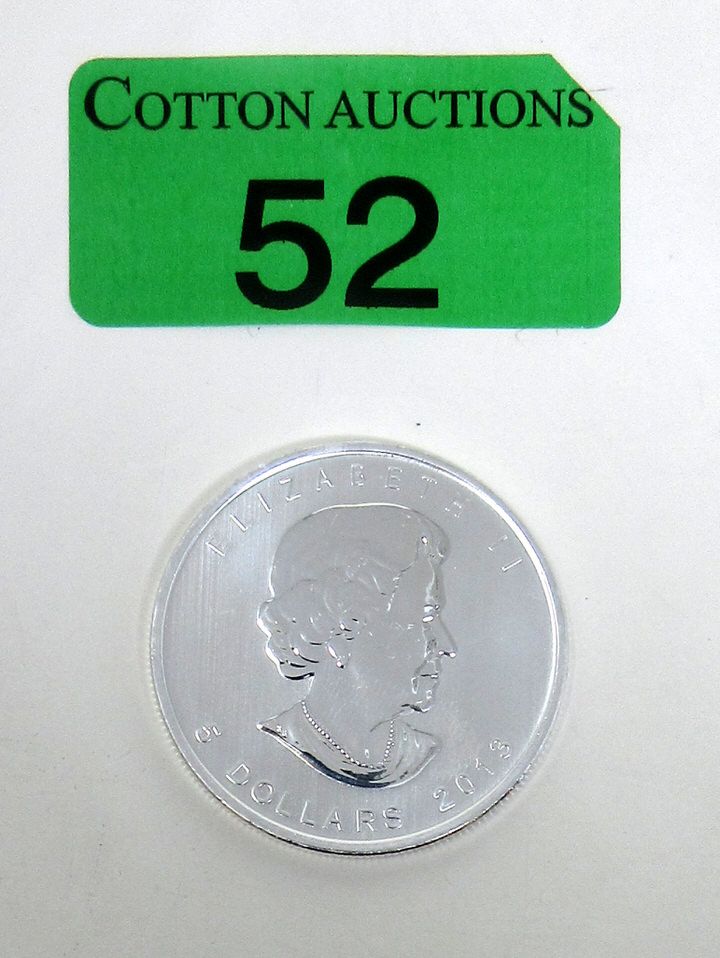 COTTON AUCTIONS
52
ELIZABETH II
5 DOLLARS 2013